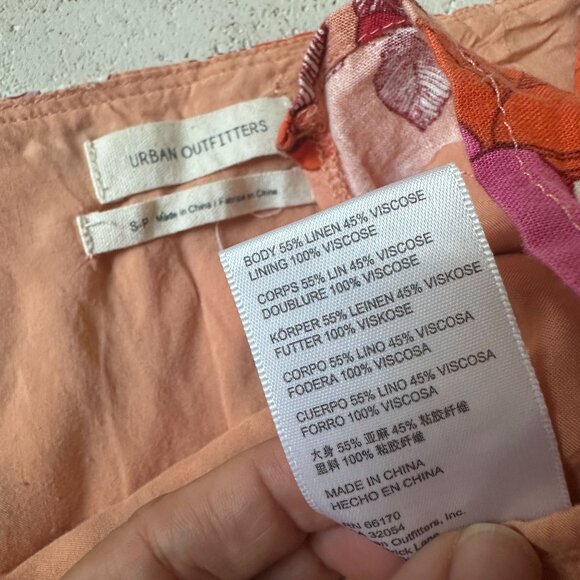 URBAN OUTFITTERS
S-P Made in China / Fabriqué en Chine
BODY 55% LINEN 45% VISCOSE
LINING 100% VISCOSE
CORPS 55% LIN 45% VISCOSE
DOUBLURE 100% VISCOSE
KÖRPER 55% LEINEN 45% VISKOSE
FUTTER 100% VISKOSE
CORPO 55% LINO 45% VISCOSA
FODERA 100% VISCOSA
CUERPO 55% LINO 45% VISCOSA
FORRO 100% VISCOSA
大身 55% 亚麻 45% 粘胶纤维
里料 100% 粘胶纤维
MADE IN CHINA
HECHO EN CHINA
66170
32054
Outfitters, Inc.